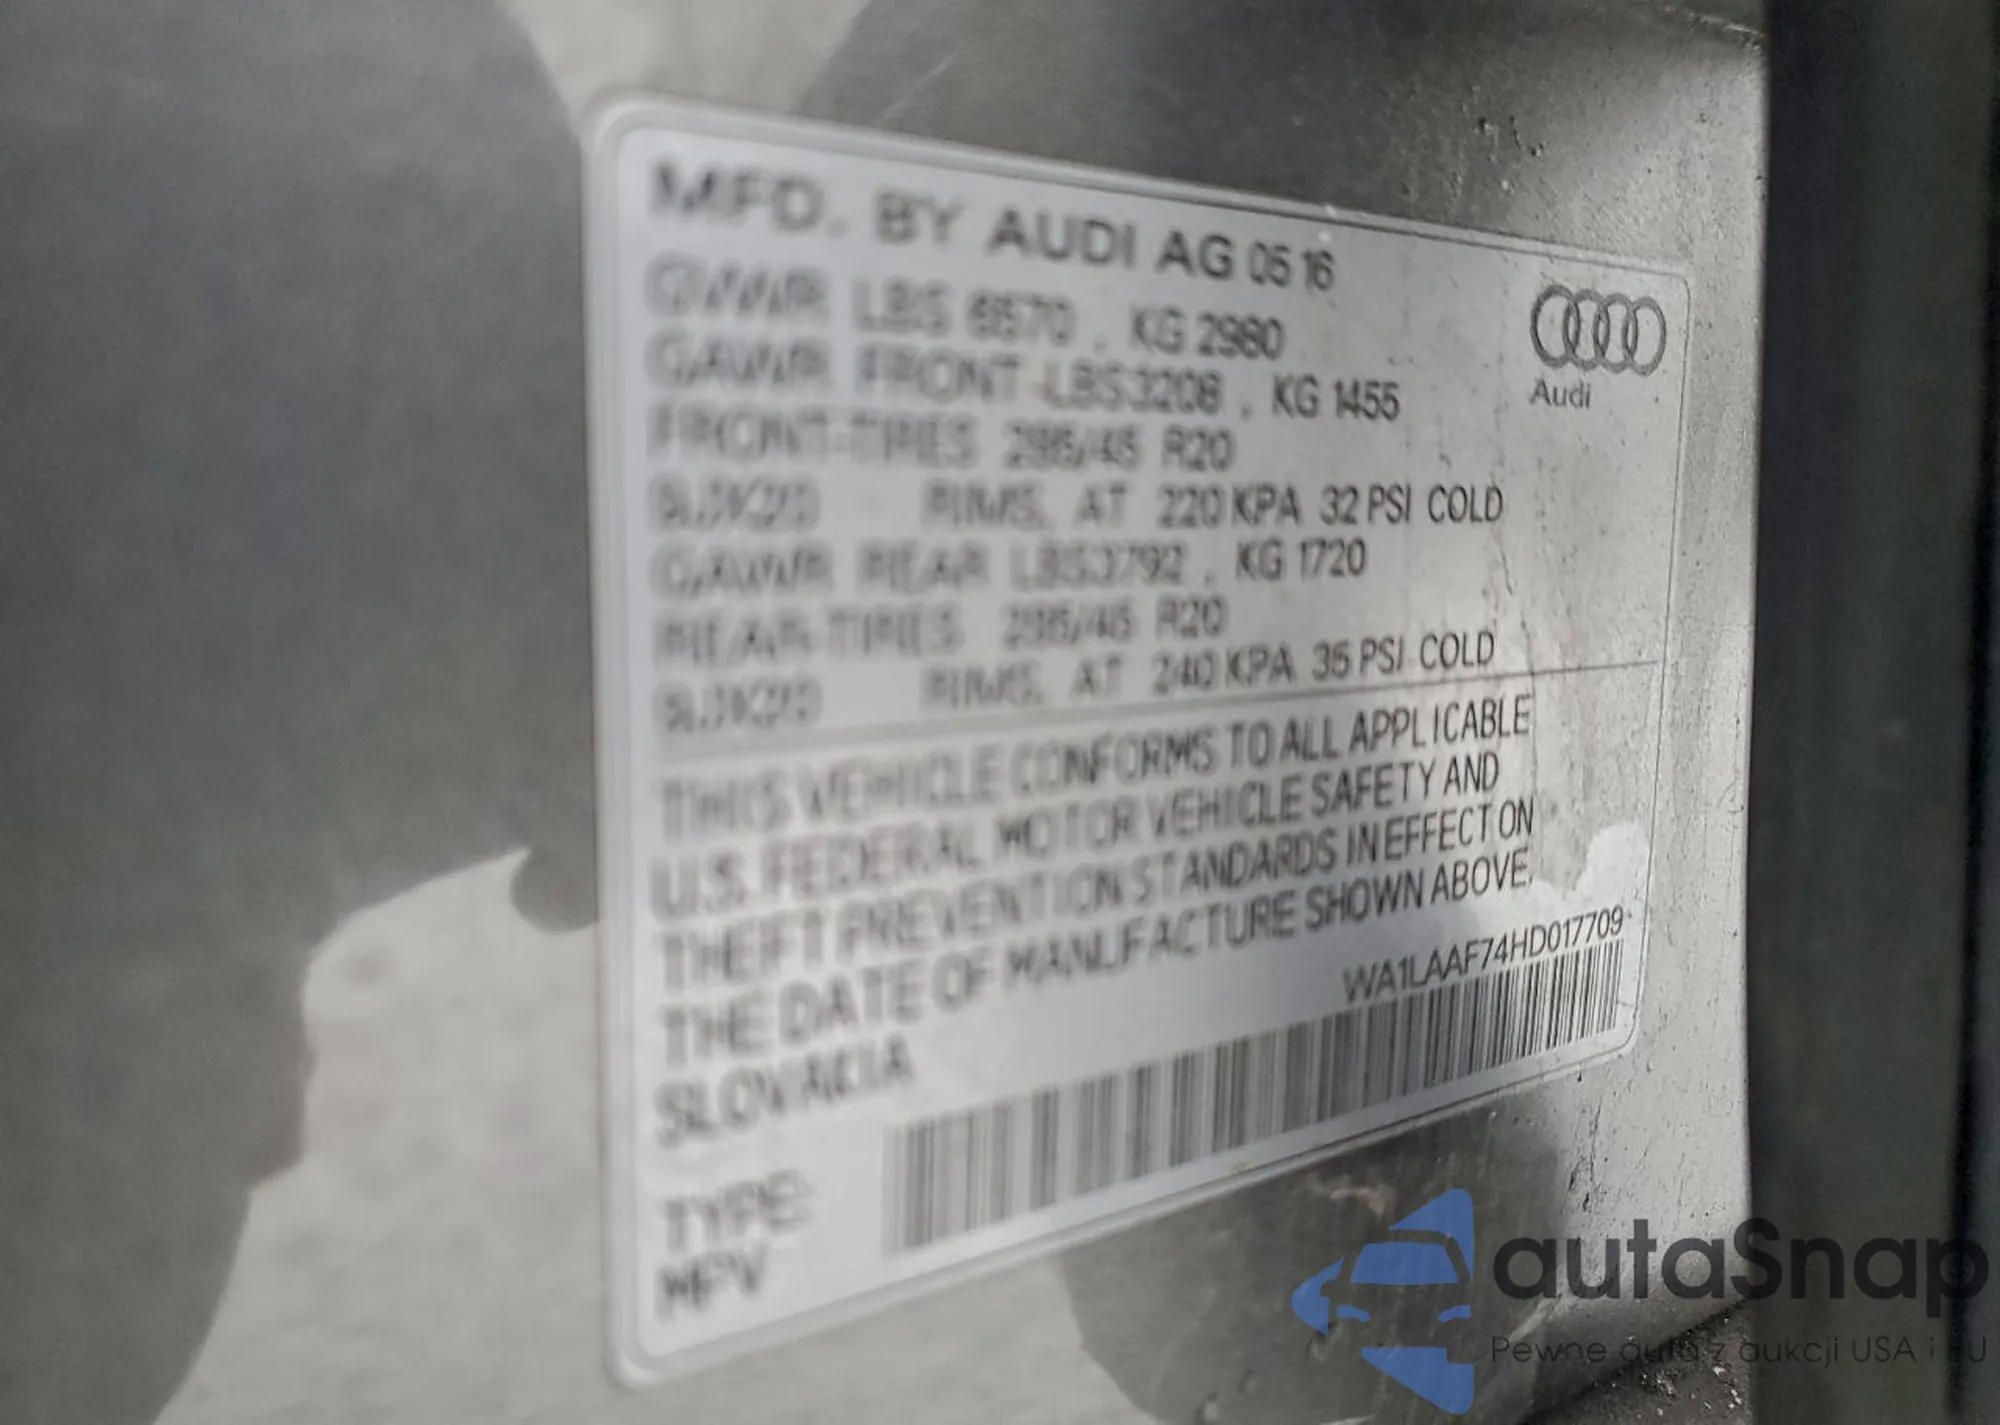 MFD. BY AUDI AG 05 16
GVWR LBS 6570 , KG 2980
GAWR FRONT LBS3208 , KG 1455
FRONT-TIRES 285/45 R20
9.0X20 RIMS, AT 220 KPA 32 PSI COLD
GAWR REAR LBS3792 , KG 1720
REAR-TIRES 285/45 R20
9.0X20 RIMS, AT 240 KPA 35 PSI COLD
THIS VEHICLE CONFORMS TO ALL APPLICABLE
U.S. FEDERAL MOTOR VEHICLE SAFETY AND
THEFT PREVENTION STANDARDS IN EFFECT ON
THE DATE OF MANUFACTURE SHOWN ABOVE.
SLOVAKIA
WA1LAAF74HD017709
TYPE:
MPV
Audi
autaSnap
Pewne auta z aukcji USA i EU